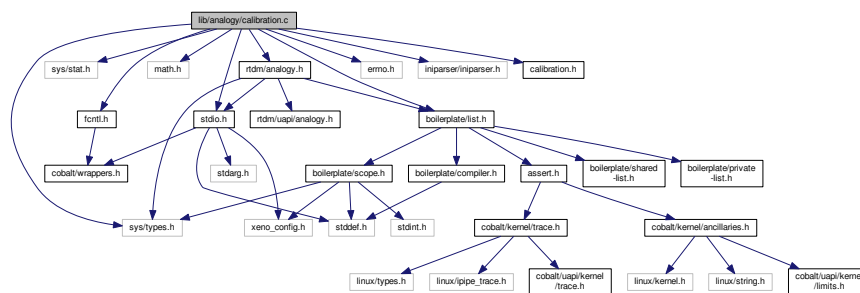 lib/analogy/calibration.c
sys/stat.h
math.h
rtdm/analogy.h
errno.h
iniparser/iniparser.h
calibration.h
fcntl.h
stdio.h
rtdm/uapi/analogy.h
boilerplate/list.h
cobalt/wrappers.h
stdarg.h
boilerplate/scope.h
boilerplate/compiler.h
assert.h
boilerplate/shared
-list.h
boilerplate/private
-list.h
sys/types.h
xeno_config.h
stddef.h
stdint.h
cobalt/kernel/trace.h
cobalt/kernel/ancillaries.h
linux/types.h
linux/ipipe_trace.h
cobalt/uapi/kernel
/trace.h
linux/kernel.h
linux/string.h
cobalt/uapi/kernel
/limits.h